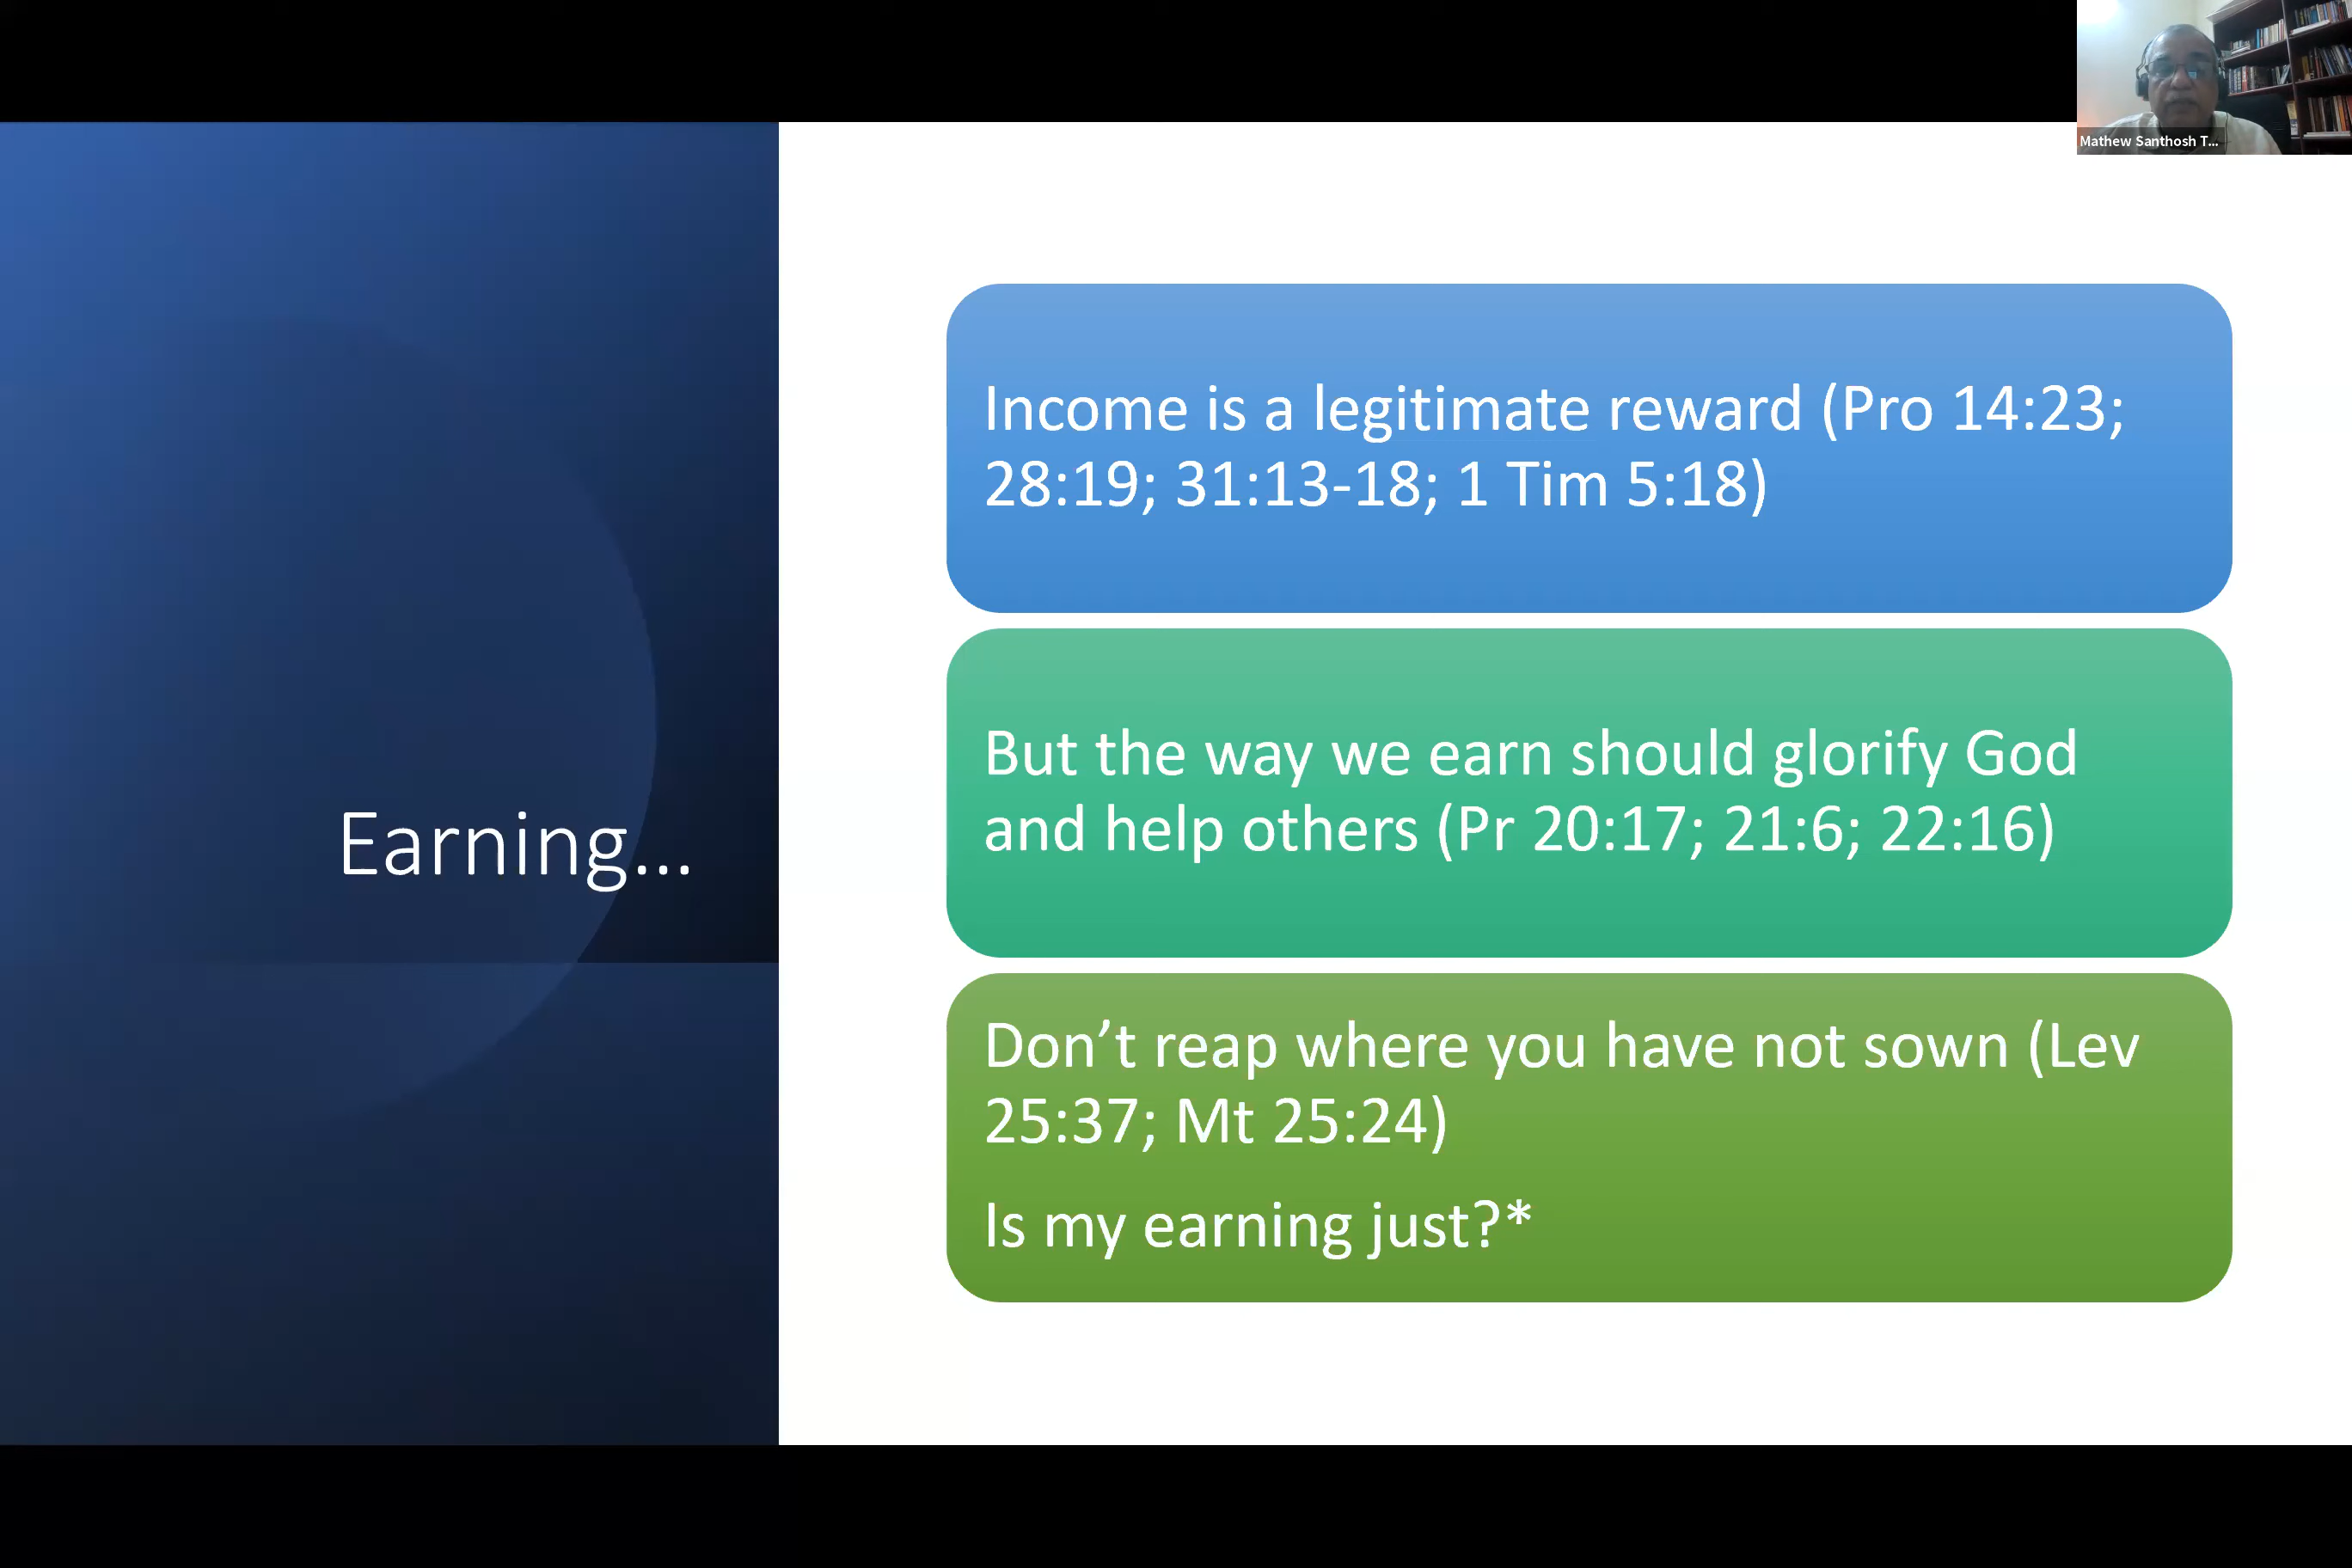 Mathew Santhosh T...
Earning...
Income is a legitimate reward (Pro 14:23;
28:19; 31:13-18; 1 Tim 5:18)
But the way we earn should glorify God
and help others (Pr 20:17; 21:6; 22:16)
Don’t reap where you have not sown (Lev
25:37; Mt 25:24)
Is my earning just?*